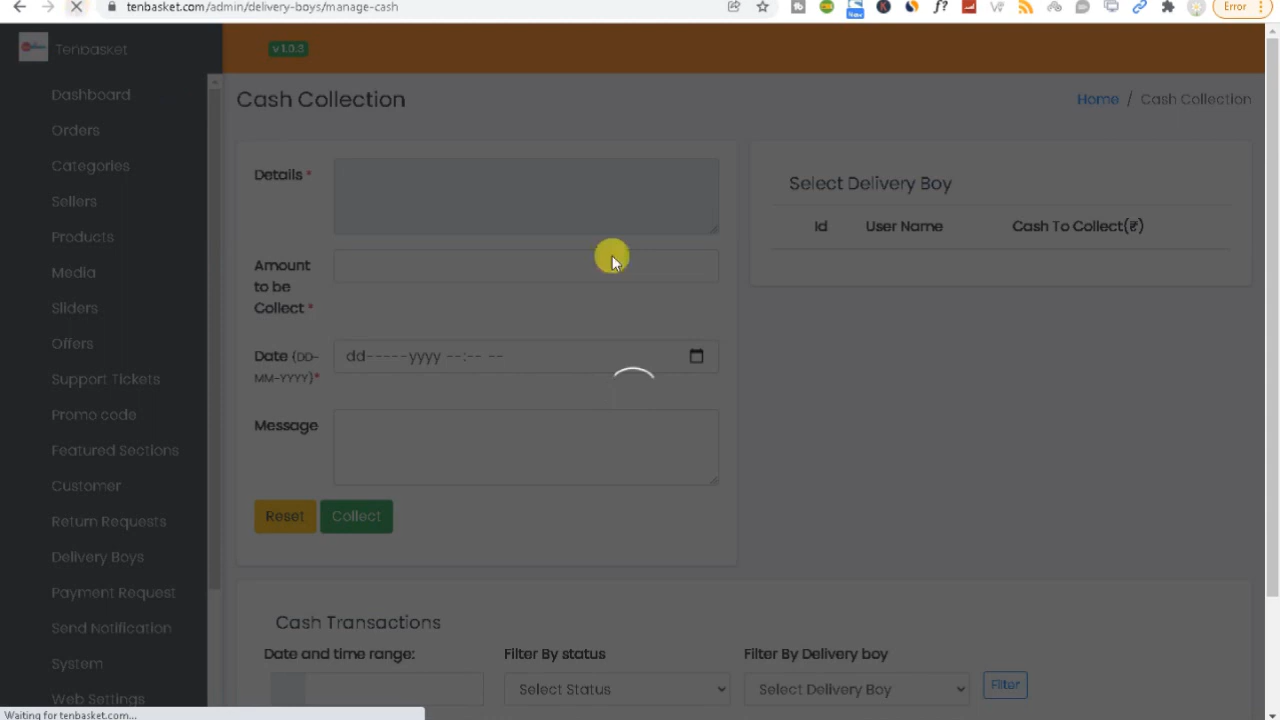 tenbasket.com/admin/delivery-boys/manage-cash
Error
Tenbasket
v 1.0.3
Dashboard
Cash Collection
Home / Cash Collection
Orders
Categories
Details *
Select Delivery Boy
Sellers
Id User Name Cash To Collect(₹)
Products
Amount to be Collect *
Media
Sliders
Offers
Date (DD-MM-YYYY)*
dd-----yyyy --:-- --
Support Tickets
Promo code
Message
Featured Sections
Customer
Return Requests
Reset Collect
Delivery Boys
Payment Request
Send Notification
Cash Transactions
System
Date and time range: Filter By status Filter By Delivery boy
Web Settings
Select Status Select Delivery Boy Filter
Waiting for tenbasket.com...